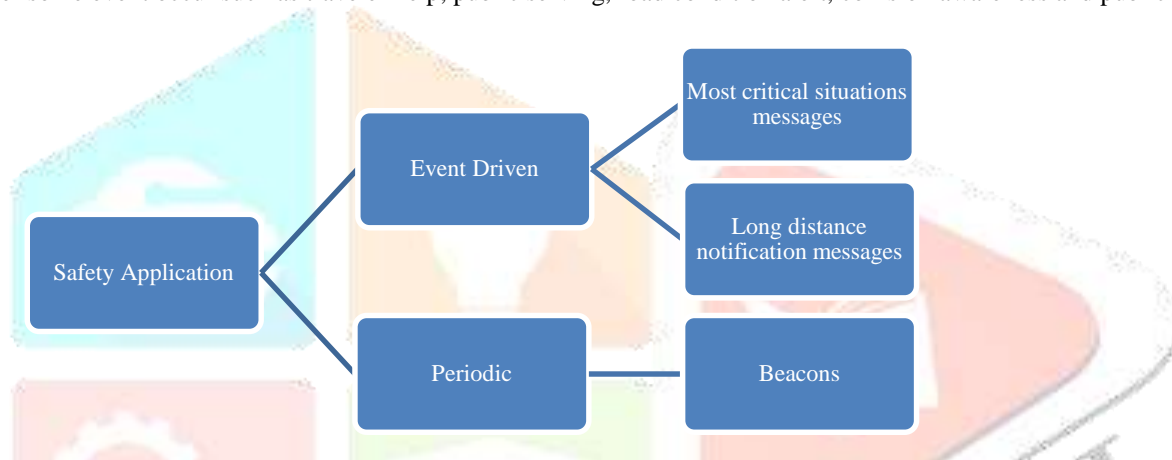 Most critical situations
messages
Event Driven
Long distance
notification messages
Safety Application
Periodic
Beacons